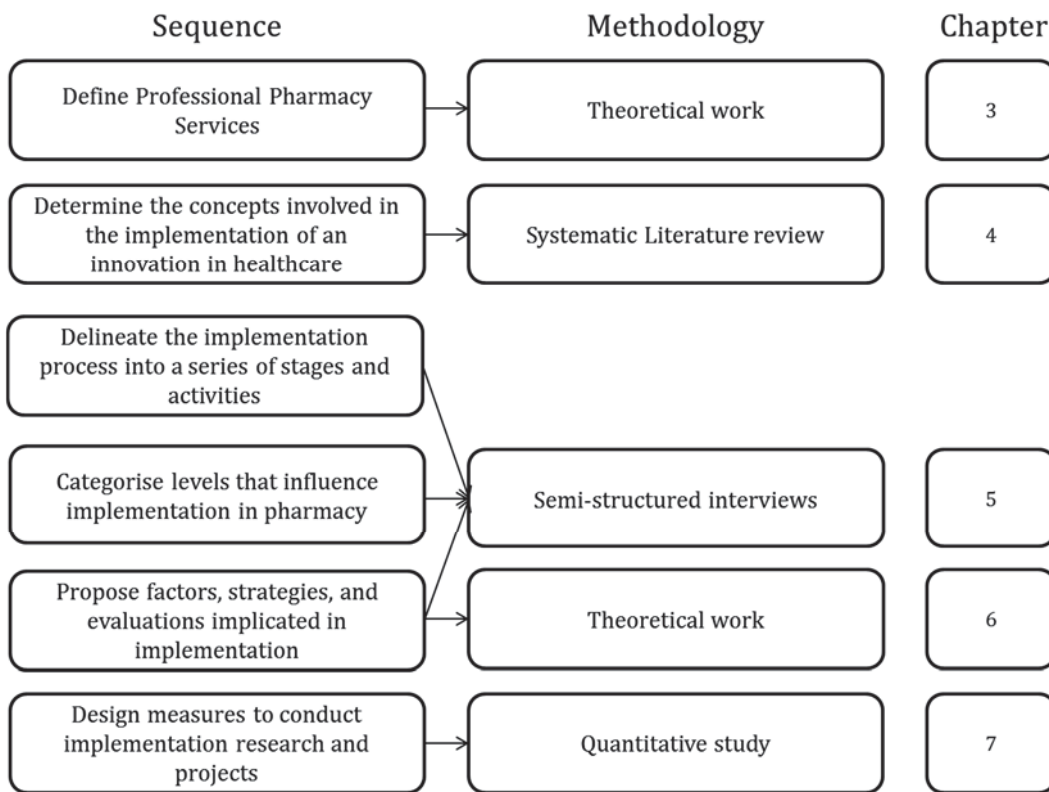 Sequence
Methodology
Chapter
Define Professional Pharmacy
Services
Theoretical work
3
Determine the concepts involved in
the implementation of an
innovation in healthcare
Systematic Literature review
4
Delineate the implementation
process into a series of stages and
activities
Categorise levels that influence
implementation in pharmacy
Semi-structured interviews
5
Propose factors, strategies, and
evaluations implicated in
implementation
Theoretical work
6
Design measures to conduct
implementation research and
projects
Quantitative study
7